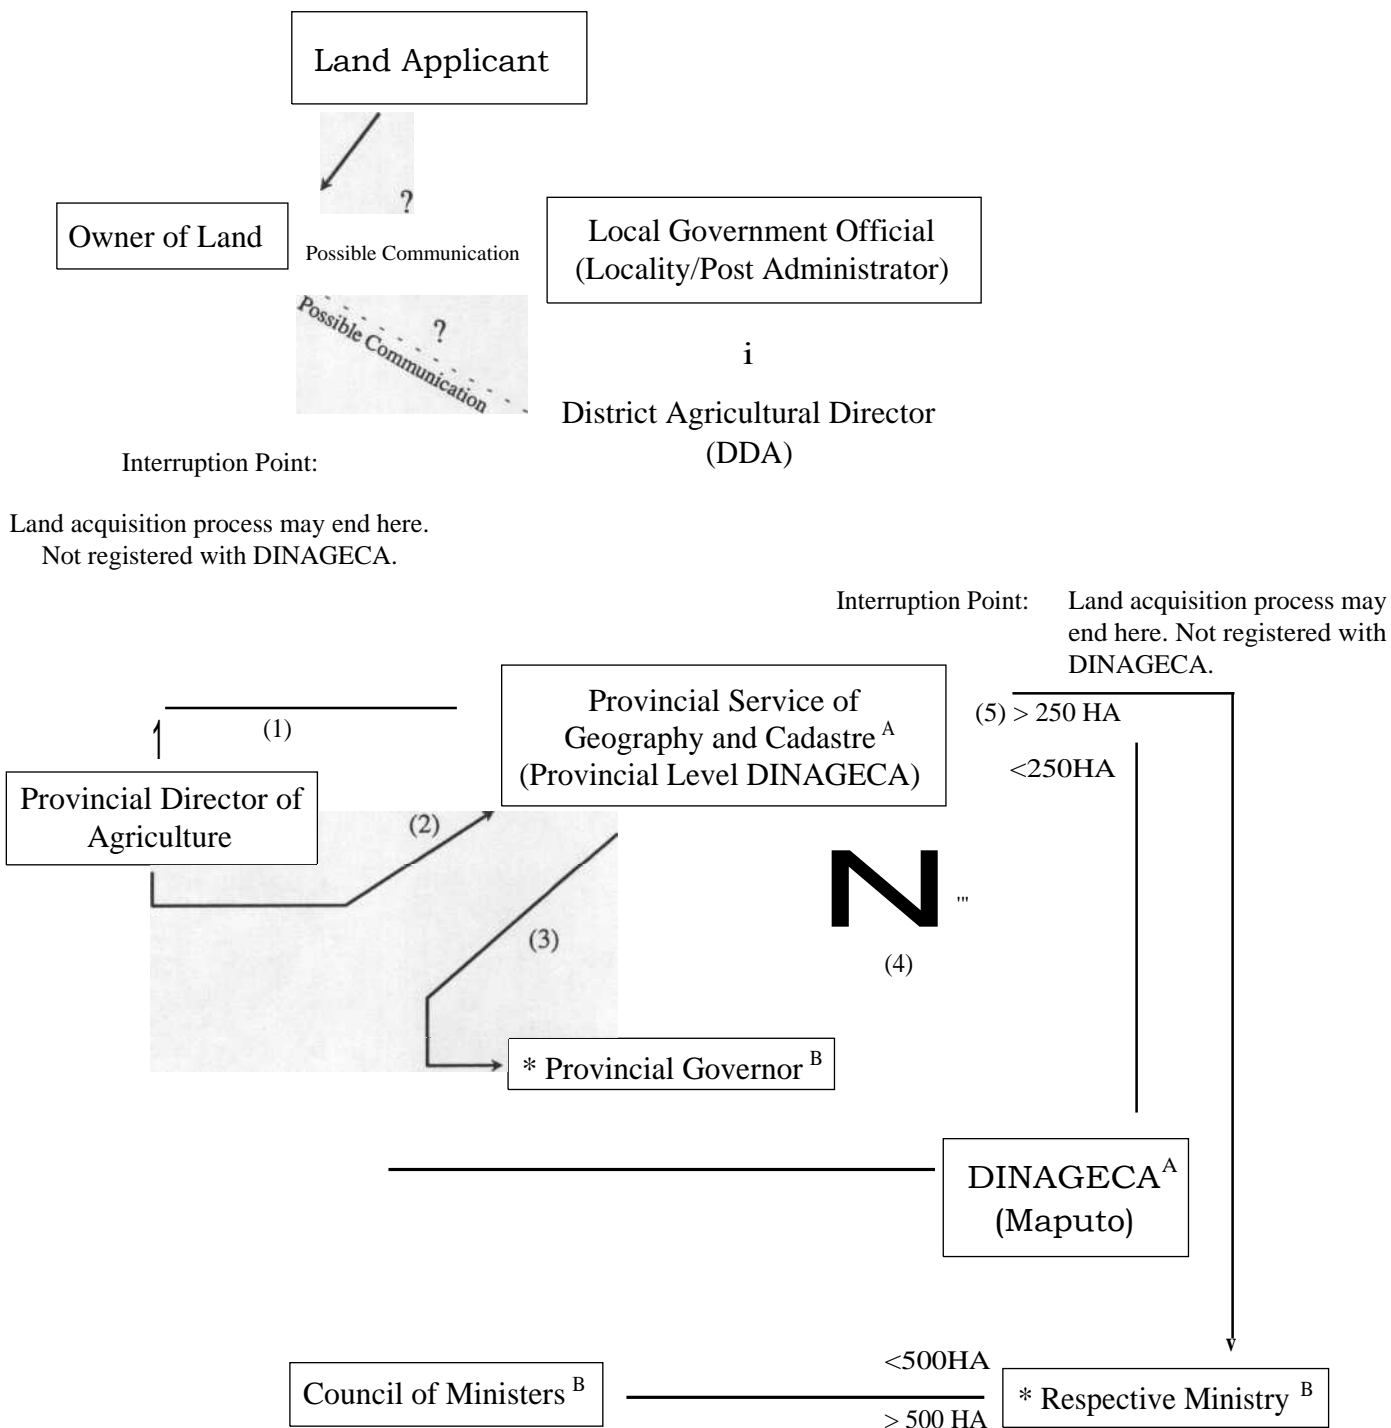 Land Applicant
?
Owner of Land
Possible Communication
Local Government Official
(Locality/Post Administrator)
?
Possible Communication
i
District Agricultural Director
(DDA)
Interruption Point:
Land acquisition process may end here.
Not registered with DINAGECA.
Interruption Point:
Land acquisition process may
end here. Not registered with
DINAGECA.
(1)
Provincial Service of
Geography and Cadastre A
(Provincial Level DINAGECA)
(5) > 250 HA
<250HA
Provincial Director of
Agriculture
(2)
(3)
N '"
(4)
* Provincial Governor B
DINAGECA A
(Maputo)
<500HA
Council of Ministers B
* Respective Ministry B
> 500 HA